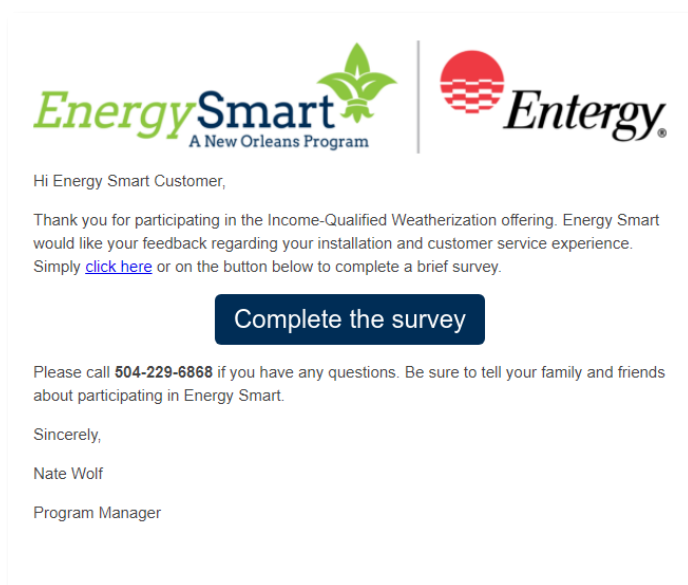 EnergySmart
A New Orleans Program
Entergy®
Hi Energy Smart Customer,
Thank you for participating in the Income-Qualified Weatherization offering. Energy Smart
would like your feedback regarding your installation and customer service experience.
Simply click here or on the button below to complete a brief survey.
Complete the survey
Please call 504-229-6868 if you have any questions. Be sure to tell your family and friends
about participating in Energy Smart.
Sincerely,
Nate Wolf
Program Manager